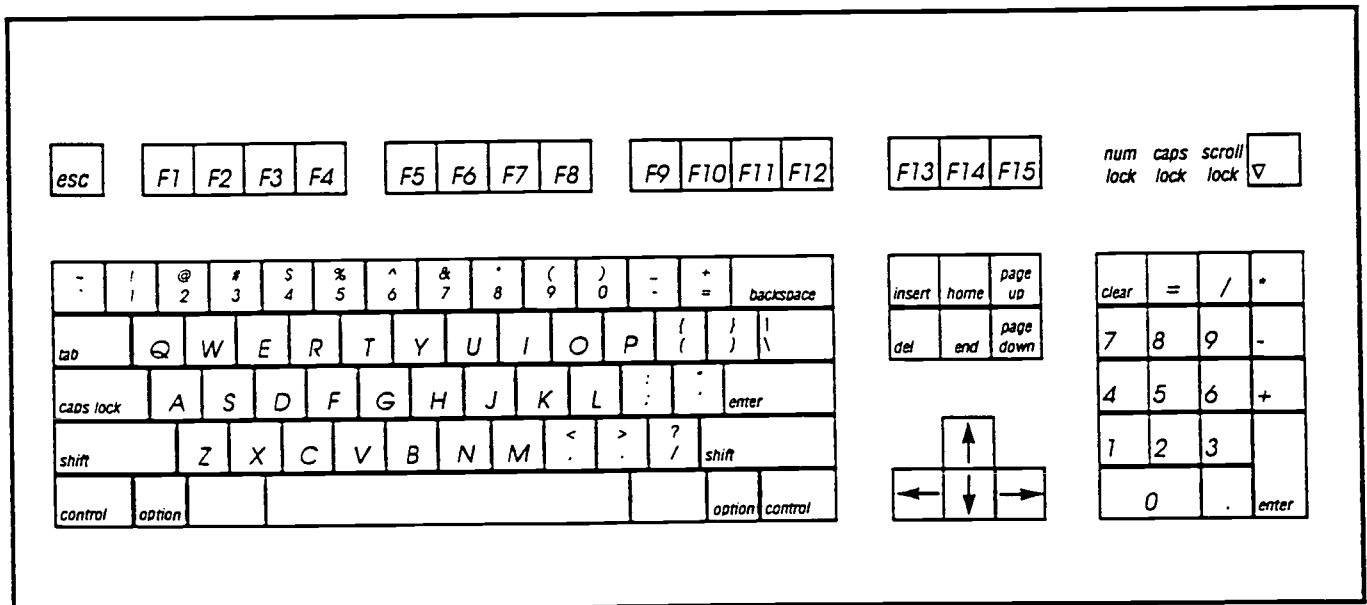 num caps scroll
lock lock lock ▽
esc F1 F2 F3 F4 F5 F6 F7 F8 F9 F10 F11 F12 F13 F14 F15
~ ! @ # $ % ^ & * ( ) _ +
` 1 2 3 4 5 6 7 8 9 0 - = backspace
insert home page up
clear = / *
tab Q W E R T Y U I O P { } |
[ ] \
del end page down
7 8 9 -
caps lock A S D F G H J K L : "
; ' enter
4 5 6 +
shift Z X C V B N M < > ?
, . / shift
1 2 3
control option option control
0 . enter